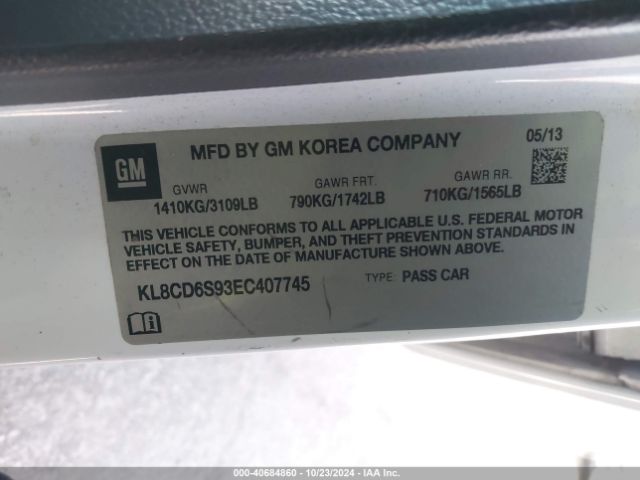 GM
MFD BY GM KOREA COMPANY
05/13
GVWR
1410KG/3109LB
GAWR FRT.
790KG/1742LB
GAWR RR.
710KG/1565LB
THIS VEHICLE CONFORMS TO ALL APPLICABLE U.S. FEDERAL MOTOR
VEHICLE SAFETY, BUMPER, AND THEFT PREVENTION STANDARDS IN
EFFECT ON THE DATE OF MANUFACTURE SHOWN ABOVE.
KL8CD6S93EC407745
TYPE: PASS CAR
000-40684860 - 10/23/2024 - IAA Inc.